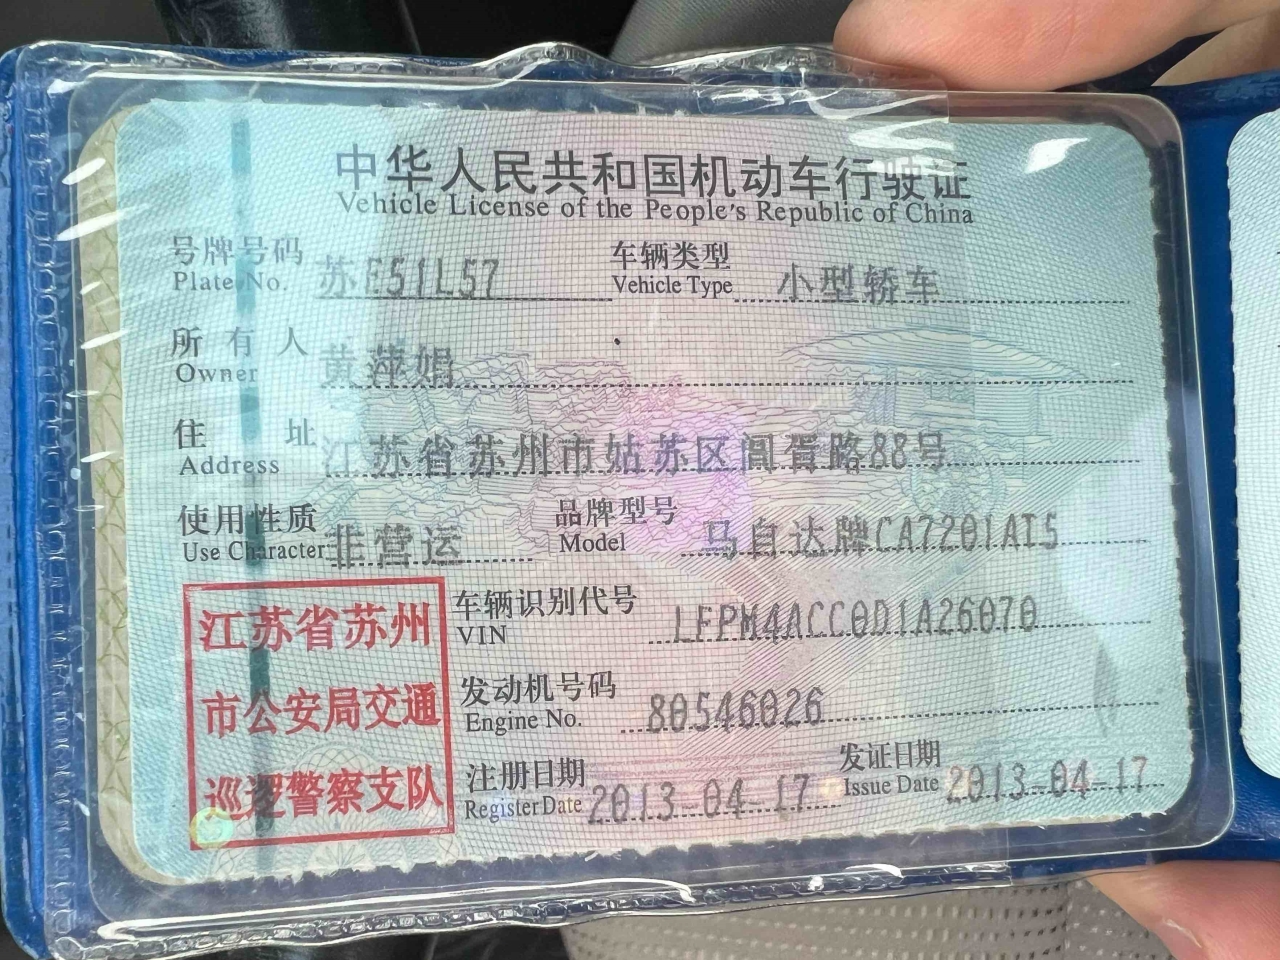 中华人民共和国机动车行驶证
Vehicle License of the People's Republic of China
号牌号码 苏E51L57 车辆类型 小型轿车
Plate No. Vehicle Type
所有人 黄萍娟
Owner
住址 江苏省苏州市姑苏区阊胥路88号
Address
使用性质 非营运 品牌型号 马自达牌CA7201AT5
Use Character Model
江苏省苏州
市公安局交通
巡逻警察支队
车辆识别代号 LFPM4ACC0D1A26070
VIN
发动机号码 80546026
Engine No.
注册日期 2013-04-17 发证日期 2013-04-17
Register Date Issue Date